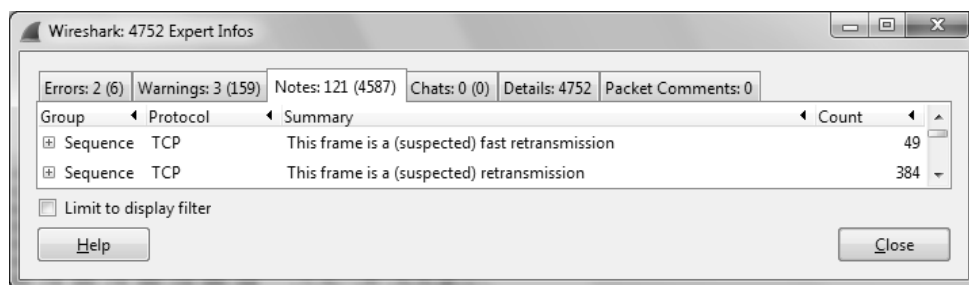 Wireshark: 4752 Expert Infos
Errors: 2 (6) Warnings: 3 (159) Notes: 121 (4587) Chats: 0 (0) Details: 4752 Packet Comments: 0
Group Protocol Summary Count
Sequence TCP This frame is a (suspected) fast retransmission 49
Sequence TCP This frame is a (suspected) retransmission 384
Limit to display filter
Help Close